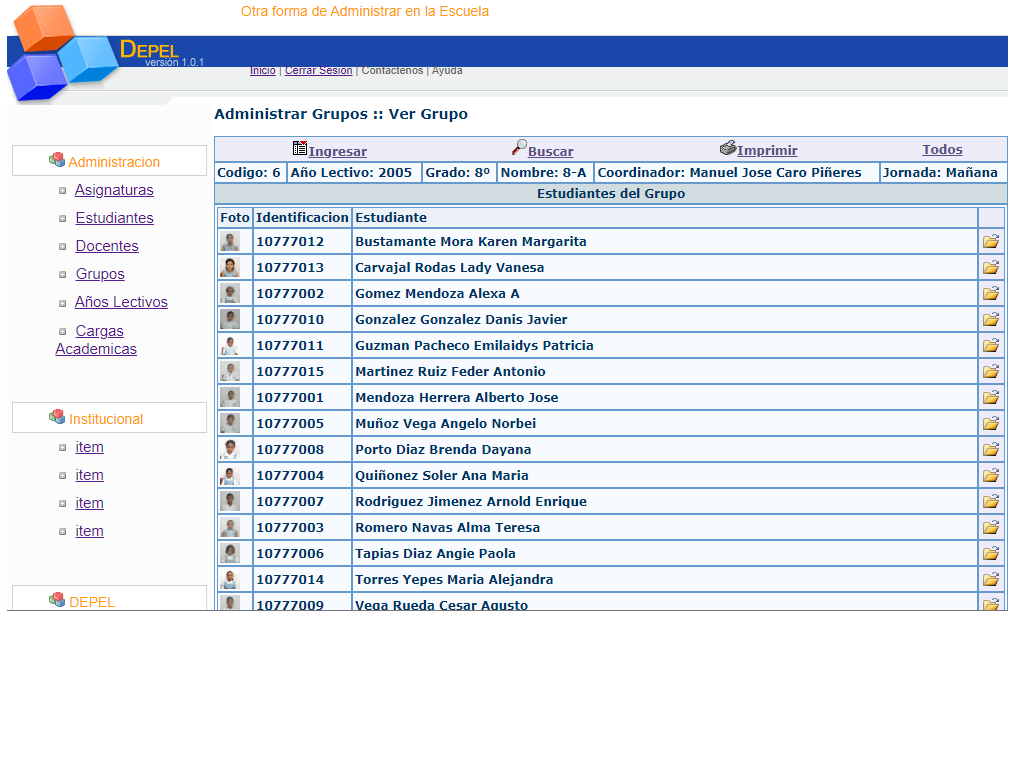 Otra forma de Administrar en la Escuela
DEPEL
versión 1.0.1
Inicio | Cerrar Sesión | Contáctenos | Ayuda
Administrar Grupos :: Ver Grupo
Ingresar Buscar Imprimir Todos
Codigo: 6 Año Lectivo: 2005 Grado: 8º Nombre: 8-A Coordinador: Manuel Jose Caro Piñeres Jornada: Mañana
Estudiantes del Grupo
Foto Identificacion Estudiante
10777012 Bustamante Mora Karen Margarita
10777013 Carvajal Rodas Lady Vanesa
10777002 Gomez Mendoza Alexa A
10777010 Gonzalez Gonzalez Danis Javier
10777011 Guzman Pacheco Emilaidys Patricia
10777015 Martinez Ruiz Feder Antonio
10777001 Mendoza Herrera Alberto Jose
10777005 Muñoz Vega Angelo Norbei
10777008 Porto Diaz Brenda Dayana
10777004 Quiñonez Soler Ana Maria
10777007 Rodriguez Jimenez Arnold Enrique
10777003 Romero Navas Alma Teresa
10777006 Tapias Diaz Angie Paola
10777014 Torres Yepes Maria Alejandra
10777009 Vega Rueda Cesar Agusto
Administracion
Asignaturas
Estudiantes
Docentes
Grupos
Años Lectivos
Cargas
Academicas
Institucional
item
item
item
item
DEPEL